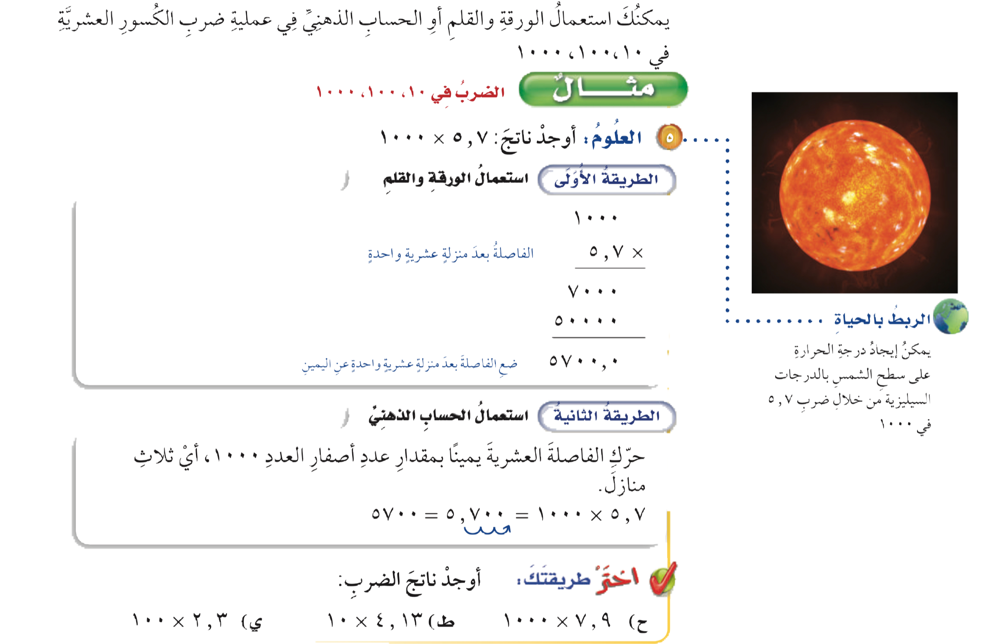 يمكنُكَ استعمالُ الورقةِ والقلمِ أوِ الحسابِ الذهنِيِّ فِي عمليةِ ضربِ الكُسورِ العشريَّةِ
في ١٠، ١٠٠، ١٠٠٠
مثـــالٌ
الضربُ فِي ١٠، ١٠٠، ١٠٠٠
٥ العلُومُ: أوجدْ ناتجَ: ٥,٧ × ١٠٠٠
الطريقةُ الأُوَلَى استعمالُ الورقةِ والقلمِ
١٠٠٠
× ٥,٧ الفاصلةُ بعدَ منزلةٍ عشريةٍ واحدةٍ
٧٠٠٠
٥٠٠٠٠
٥٧٠٠,٠ ضعِ الفاصلةَ بعدَ منزلةٍ عشريةٍ واحدةٍ عنِ اليمينِ
الطريقةُ الثانيةُ استعمالُ الحسابِ الذهنِيِّ
حرّكِ الفاصلةَ العشريةَ يمينًا بمقدارِ عددِ أصفارِ العددِ ١٠٠٠، أيْ ثلاثِ
منازلَ.
٥,٧ × ١٠٠٠ = ٥,٧٠٠ = ٥٧٠٠
اختَرْ طريقتَكَ: أوجدْ ناتجَ الضربِ:
ح) ٧,٩ × ١٠٠٠ ط) ٤,١٣ × ١٠ ي) ٢,٣ × ١٠٠
الربطُ بالحياةِ
يمكنُ إيجادُ درجةِ الحرارةِ
على سطحِ الشمسِ بالدرجات
السيليزية من خلالِ ضربِ ٥,٧
في ١٠٠٠